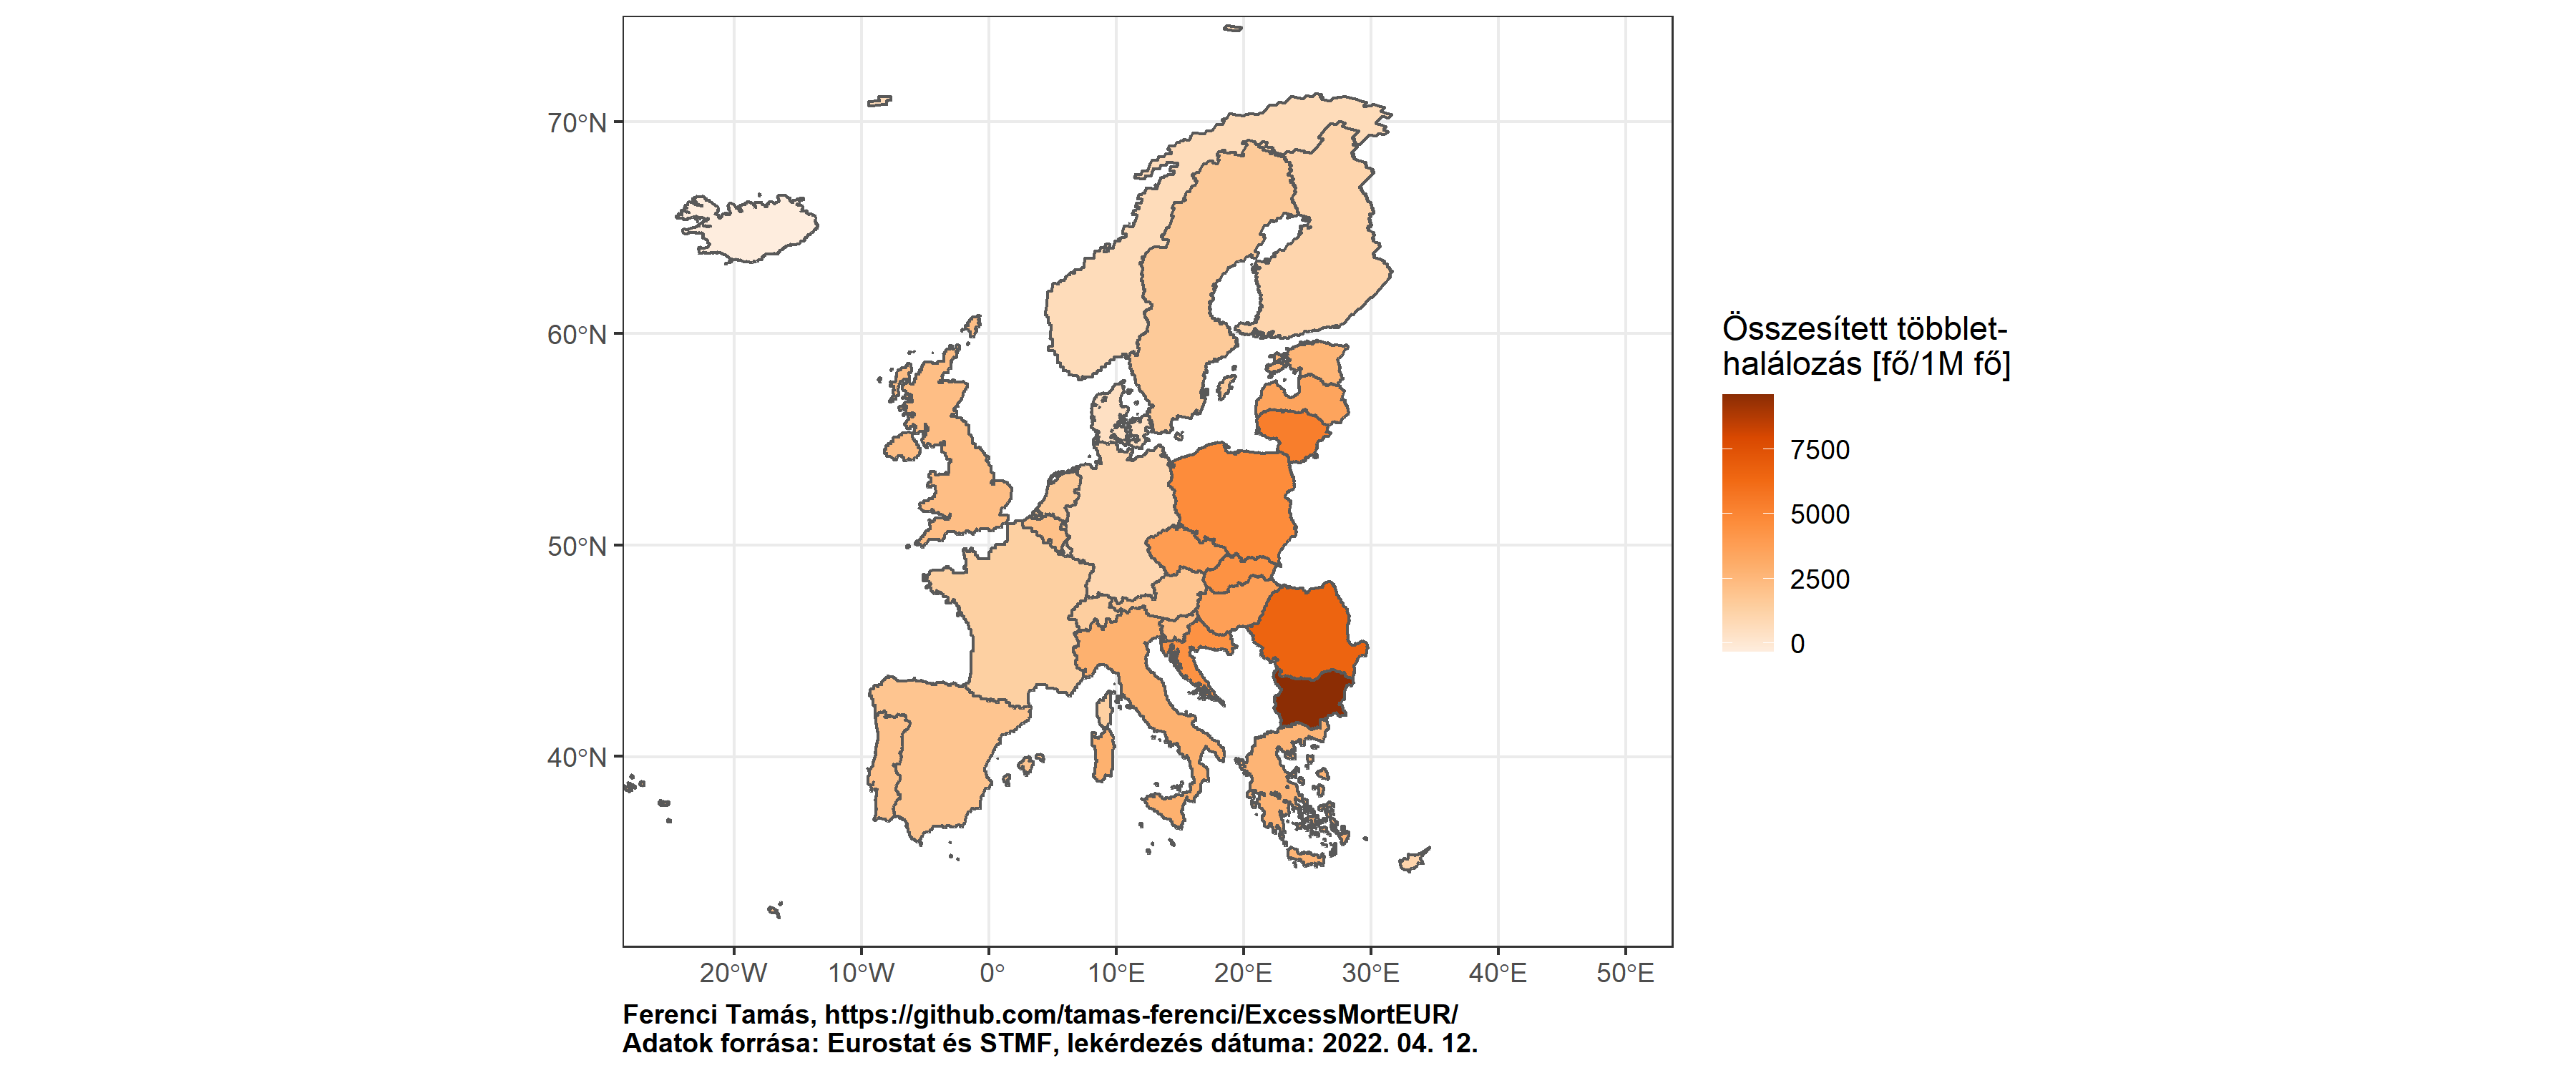 70°N
60°N
50°N
40°N
20°W 10°W 0° 10°E 20°E 30°E 40°E 50°E
Összesített többlet-
halálozás [fő/1M fő]
7500
5000
2500
0
Ferenci Tamás, https://github.com/tamas-ferenci/ExcessMortEUR/
Adatok forrása: Eurostat és STMF, lekérdezés dátuma: 2022. 04. 12.